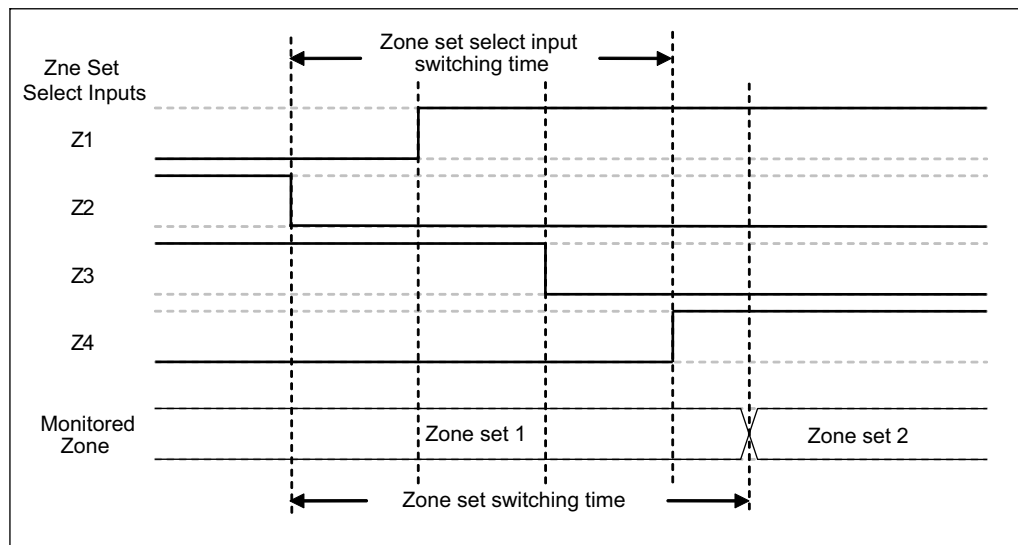 Zone set select input
switching time
Zne Set
Select Inputs
Z1
Z2
Z3
Z4
Monitored
Zone
Zone set 1
Zone set 2
Zone set switching time